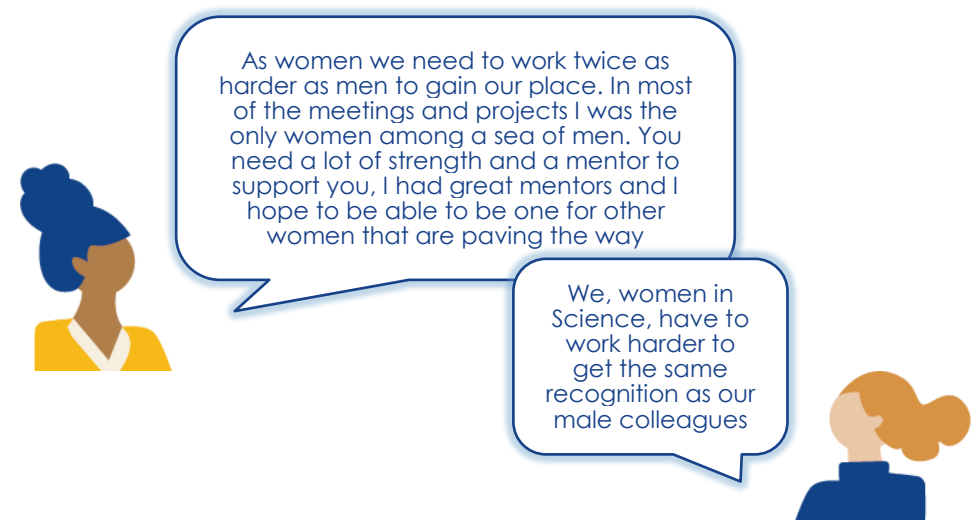 As women we need to work twice as
harder as men to gain our place. In most
of the meetings and projects I was the
only women among a sea of men. You
need a lot of strength and a mentor to
support you, I had great mentors and I
hope to be able to be one for other
women that are paving the way
We, women in
Science, have to
work harder to
get the same
recognition as our
male colleagues